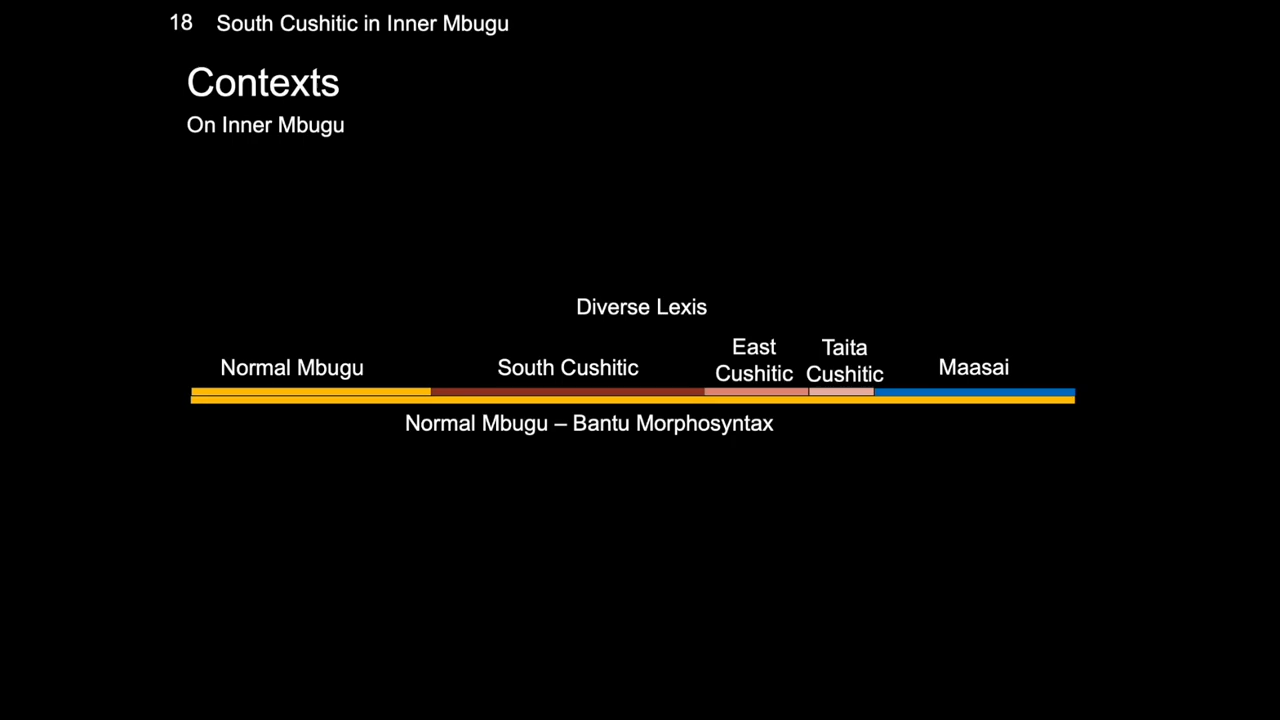 18 South Cushitic in Inner Mbugu
Contexts
On Inner Mbugu
Diverse Lexis
Normal Mbugu
South Cushitic
East
Cushitic
Taita
Cushitic
Maasai
Normal Mbugu – Bantu Morphosyntax